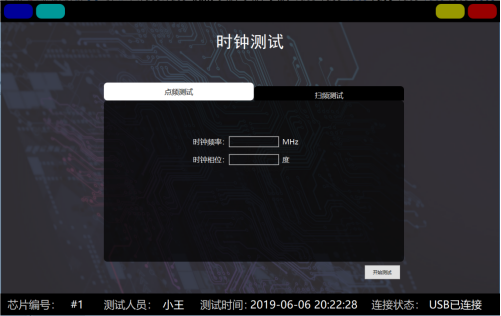 时钟测试
点频测试 扫频测试
时钟频率： MHz
时钟相位： 度
开始测试
芯片编号： #1 测试人员： 小王 测试时间：2019-06-06 20:22:28 连接状态： USB已连接